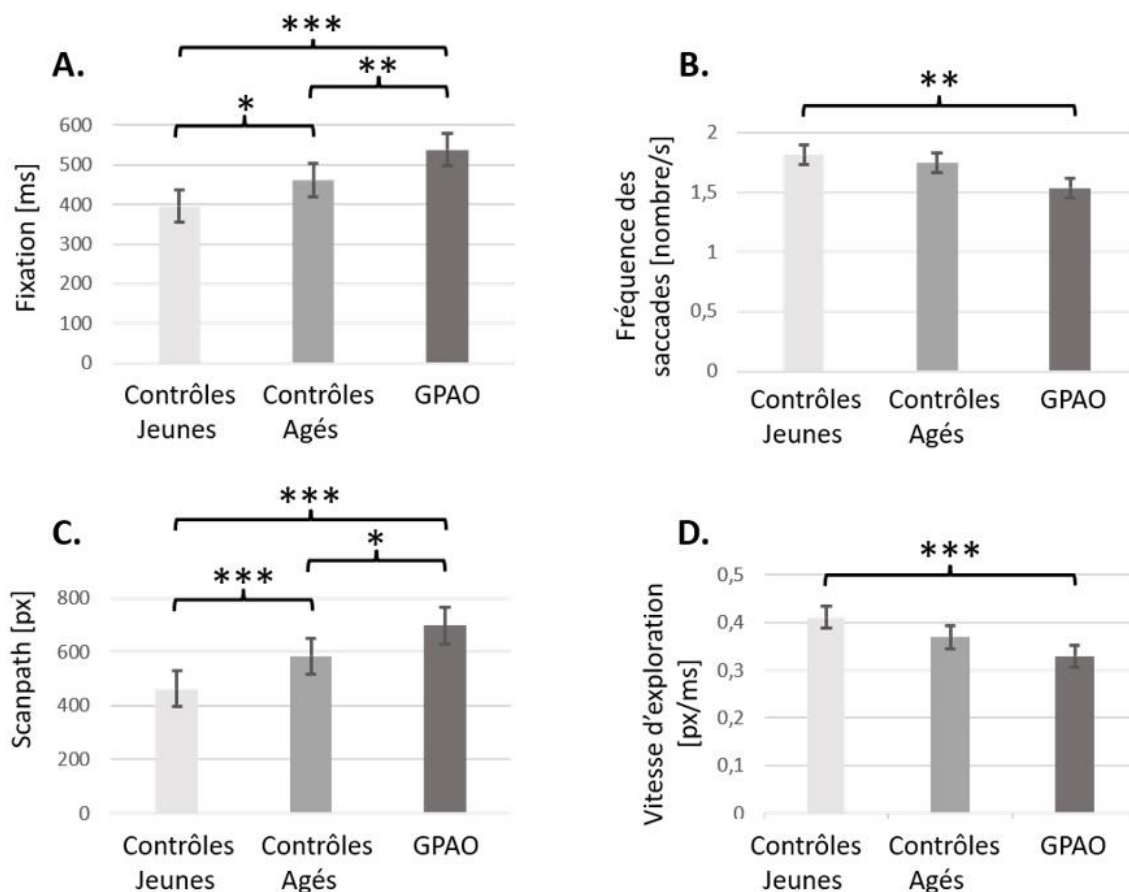 A.
***
**
*
Fixation [ms]
600
500
400
300
200
100
0
Contrôles
Jeunes
Contrôles
Agés
GPAO
B.
**
Fréquence des
saccades [nombre/s]
2
1,5
1
0,5
0
Contrôles
Jeunes
Contrôles
Agés
GPAO
C.
***
*
***
Scanpath [px]
800
600
400
200
0
Contrôles
Jeunes
Contrôles
Agés
GPAO
D.
***
Vitesse d'exploration
[px/ms]
0,5
0,4
0,3
0,2
0,1
0
Contrôles
Jeunes
Contrôles
Agés
GPAO